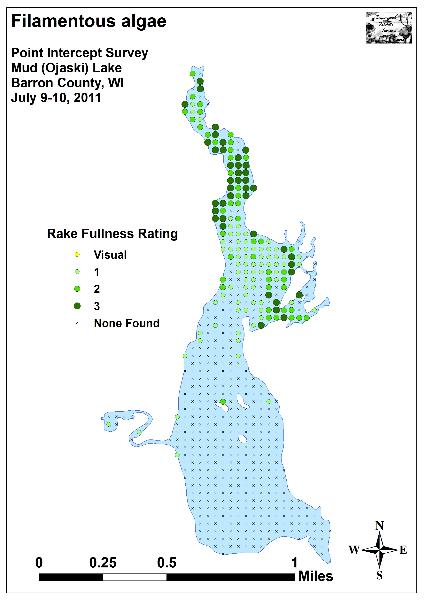 Filamentous algae
Point Intercept Survey
Mud (Ojaski) Lake
Barron County, WI
July 9-10, 2011
Rake Fullness Rating
Visual
1
2
3
None Found
N
W E
S
0 0.25 0.5 1
Miles